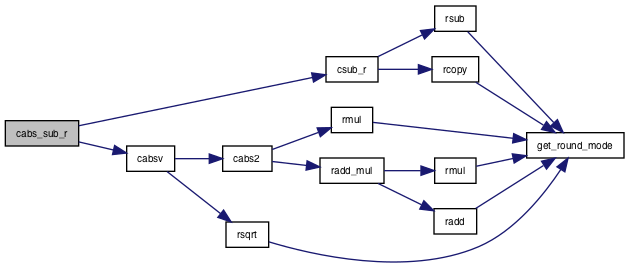 rsub
csub_r
rcopy
cabs_sub_r
rmul
get_round_mode
cabsv
cabs2
radd_mul
rmul
radd
rsqrt